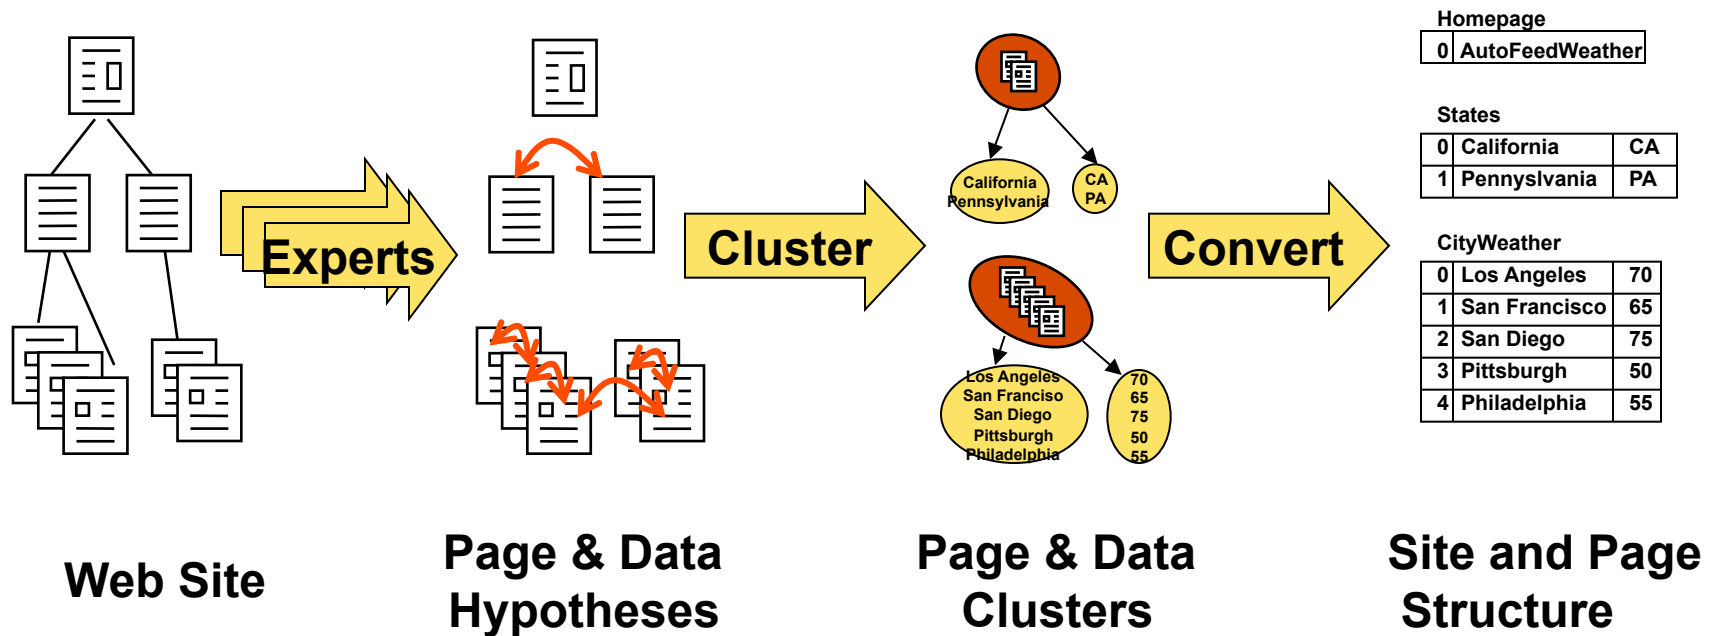 Experts
Cluster
Convert
California
Pennsylvania
CA
PA
Los Angeles
San Franciso
San Diego
Pittsburgh
Philadelphia
70
65
75
50
55
Homepage
0 AutoFeedWeather
States
0 California CA
1 Pennyslvania PA
CityWeather
0 Los Angeles 70
1 San Francisco 65
2 San Diego 75
3 Pittsburgh 50
4 Philadelphia 55
Web Site
Page & Data
Hypotheses
Page & Data
Clusters
Site and Page
Structure